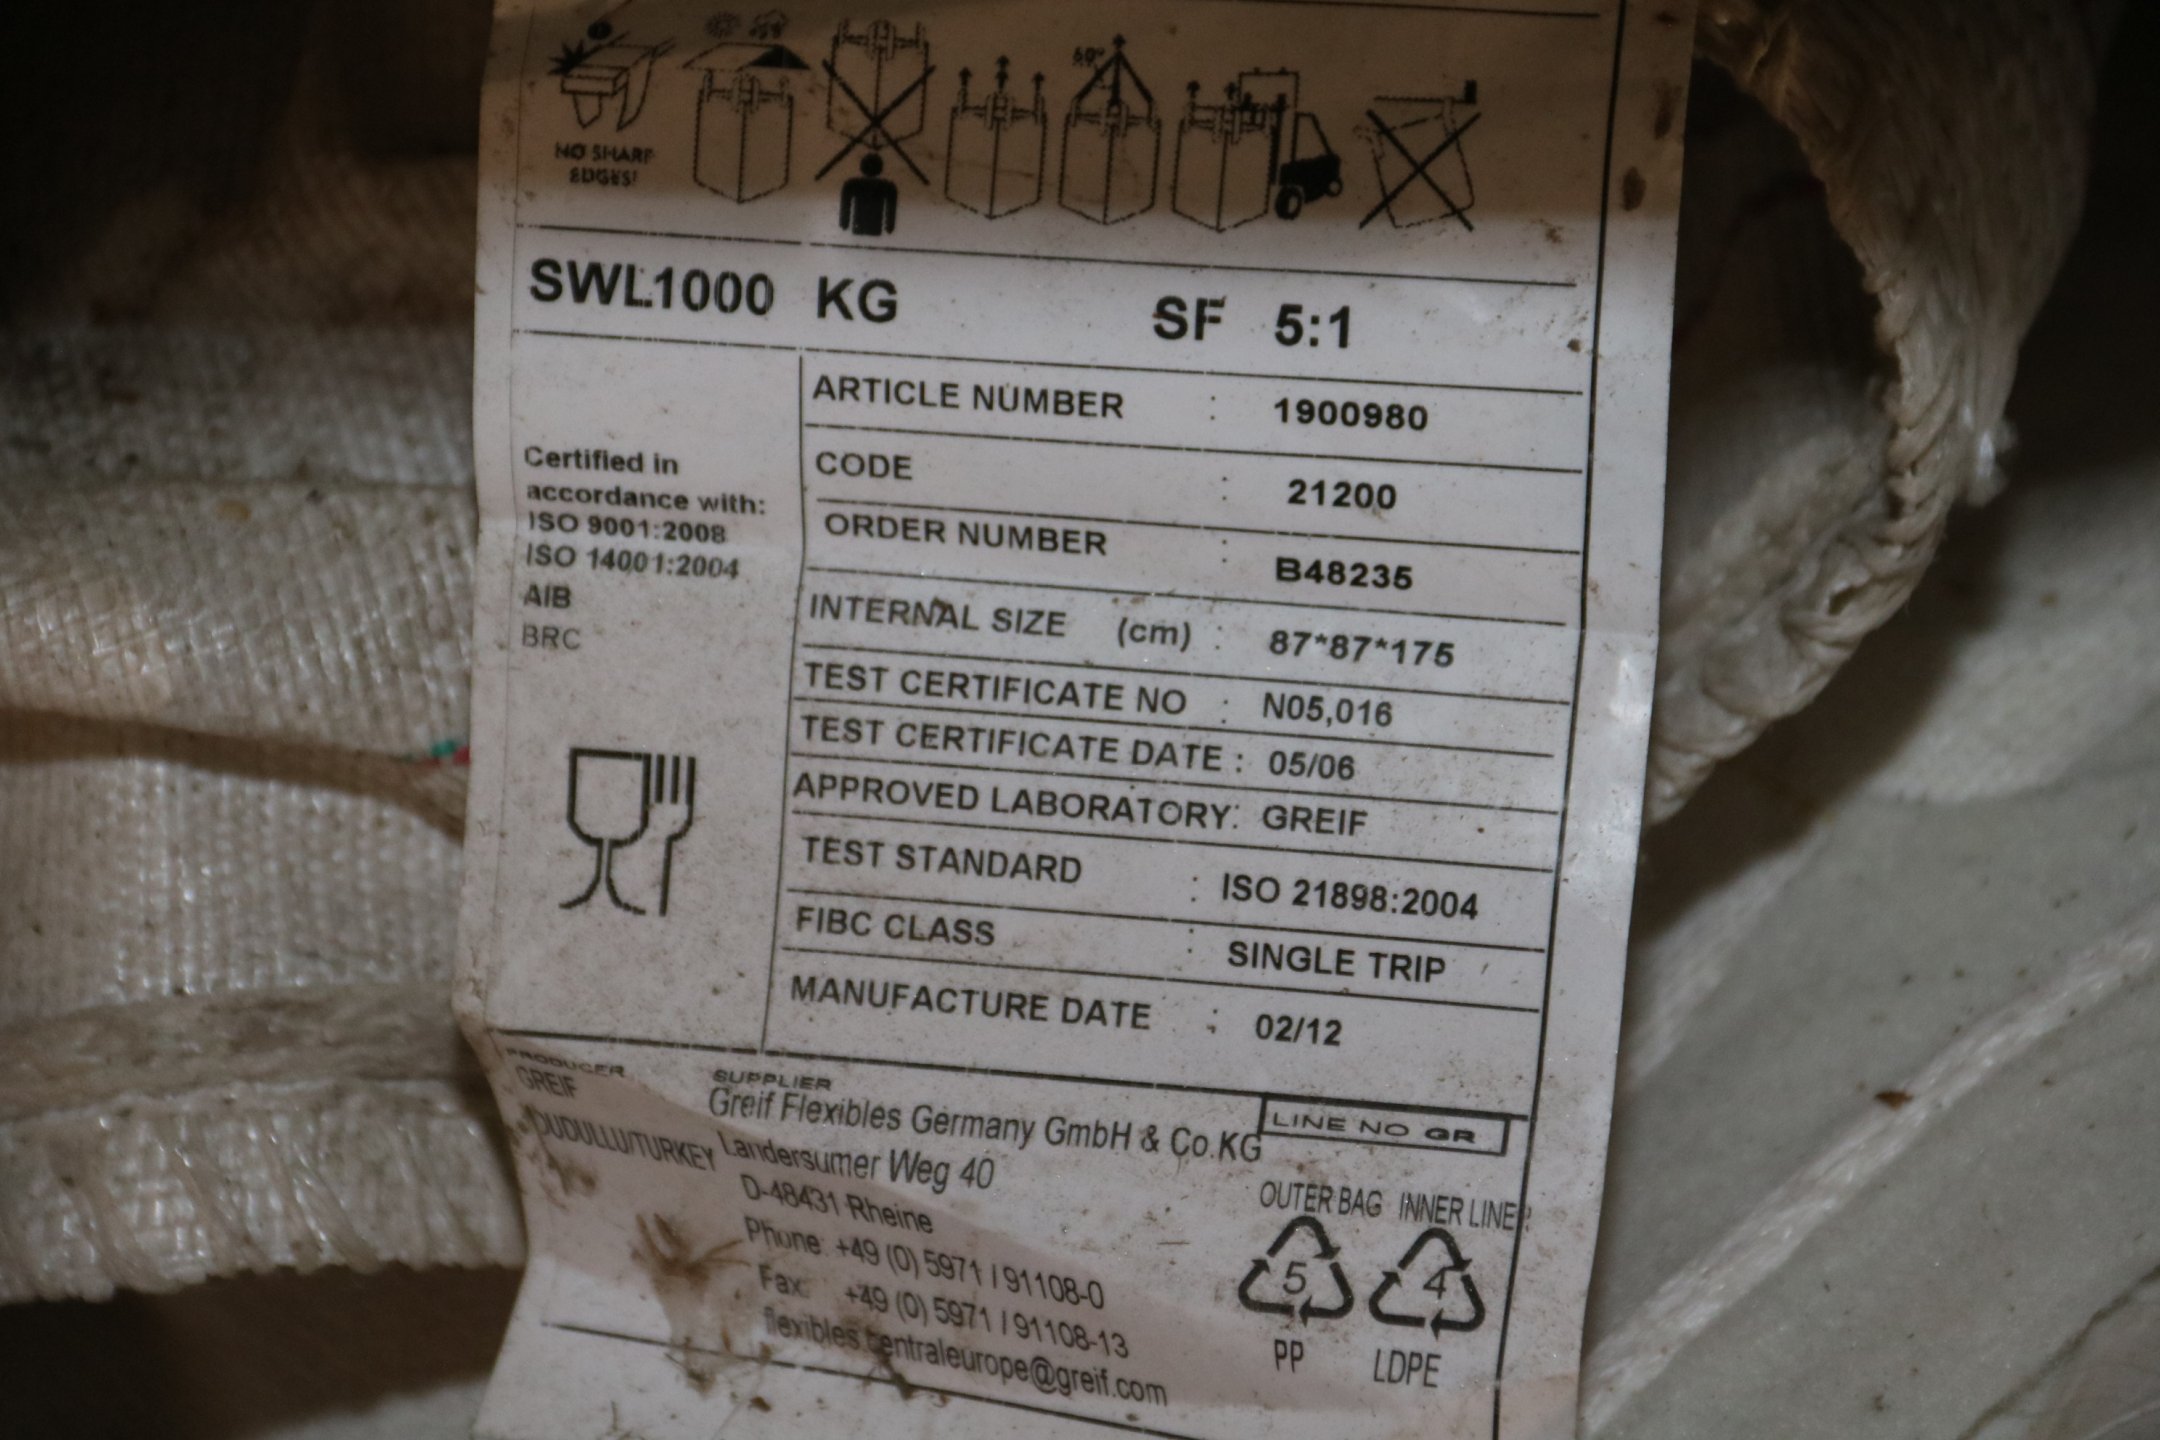 60°
NO SHARP
EDGES!
SWL1000 KG SF 5:1
ARTICLE NUMBER : 1900980
CODE : 21200
ORDER NUMBER : B48235
INTERNAL SIZE (cm) : 87*87*175
TEST CERTIFICATE NO : N05,016
TEST CERTIFICATE DATE : 05/06
APPROVED LABORATORY: GREIF
TEST STANDARD : ISO 21898:2004
FIBC CLASS : SINGLE TRIP
MANUFACTURE DATE : 02/12
Certified in
accordance with:
ISO 9001:2008
ISO 14001:2004
AIB
BRC
PRODUCER
GREIF
DUDULLU/TURKEY
SUPPLIER
Greif Flexibles Germany GmbH & Co.KG
Landersumer Weg 40
D-48431 Rheine
Phone: +49 (0) 5971 / 91108-0
Fax: +49 (0) 5971 / 91108-13
flexibles.centraleurope@greif.com
LINE NO GR
OUTER BAG INNER LINER
5 4
PP LDPE